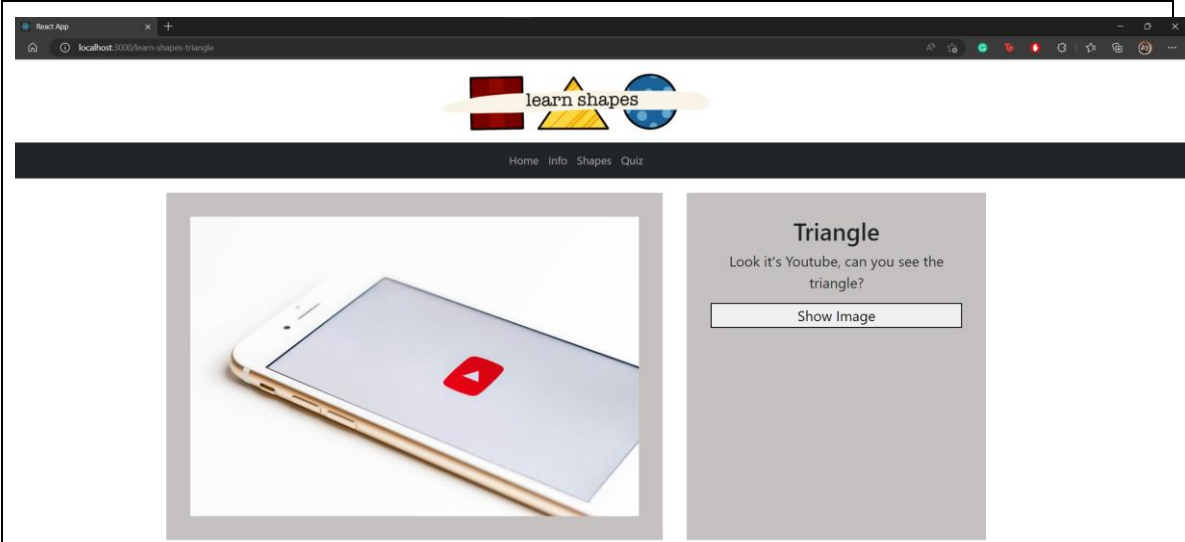 React App
localhost:3000/learn-shapes-triangle
learn shapes
Home Info Shapes Quiz
Triangle
Look it's Youtube, can you see the
triangle?
Show Image